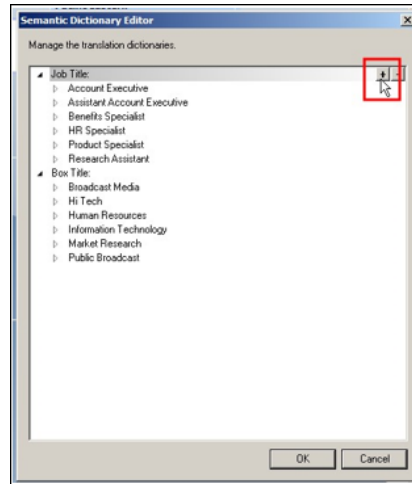 Semantic Dictionary Editor
Manage the translation dictionaries.
Job Title:
Account Executive
Assistant Account Executive
Benefits Specialist
HR Specialist
Product Specialist
Research Assistant
Box Title:
Broadcast Media
Hi Tech
Human Resources
Information Technology
Market Research
Public Broadcast
OK Cancel